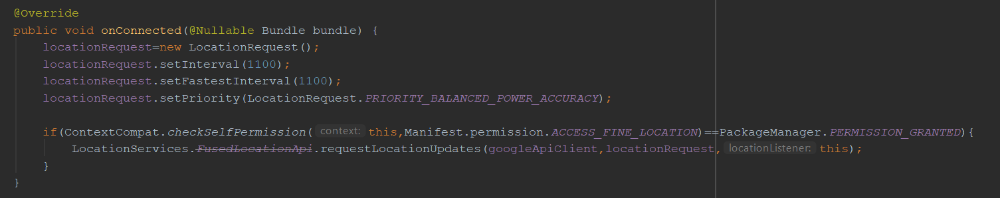 @Override
public void onConnected(@Nullable Bundle bundle) {
locationRequest=new LocationRequest();
locationRequest.setInterval(1100);
locationRequest.setFastestInterval(1100);
locationRequest.setPriority(LocationRequest.PRIORITY_BALANCED_POWER_ACCURACY);
if(ContextCompat.checkSelfPermission( context: this,Manifest.permission.ACCESS_FINE_LOCATION)==PackageManager.PERMISSION_GRANTED){
LocationServices.FusedLocationApi.requestLocationUpdates(googleApiClient,locationRequest, locationListener: this);
}
}